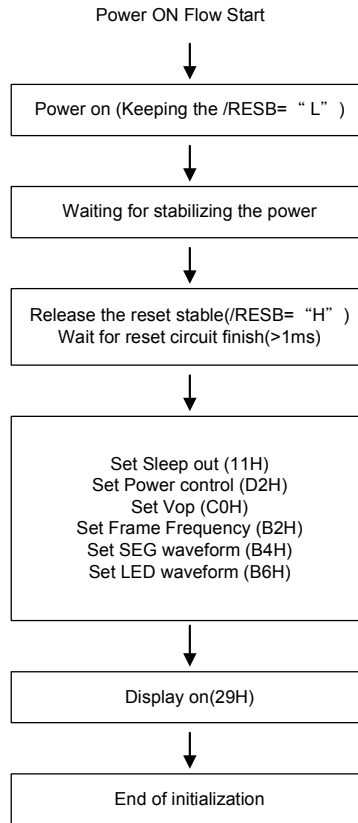 Power ON Flow Start
Power on (Keeping the /RESB= “ L” )
Waiting for stabilizing the power
Release the reset stable(/RESB= “H” )
Wait for reset circuit finish(>1ms)
Set Sleep out (11H)
Set Power control (D2H)
Set Vop (C0H)
Set Frame Frequency (B2H)
Set SEG waveform (B4H)
Set LED waveform (B6H)
Display on(29H)
End of initialization